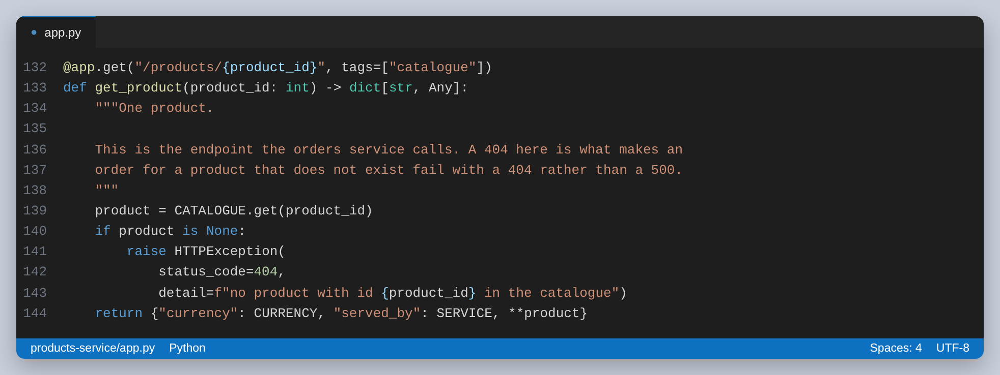 app.py
132 @app.get("/products/{product_id}", tags=["catalogue"])
133 def get_product(product_id: int) -> dict[str, Any]:
134     """One product.
135
136     This is the endpoint the orders service calls. A 404 here is what makes an
137     order for a product that does not exist fail with a 404 rather than a 500.
138     """
139     product = CATALOGUE.get(product_id)
140     if product is None:
141         raise HTTPException(
142             status_code=404,
143             detail=f"no product with id {product_id} in the catalogue")
144     return {"currency": CURRENCY, "served_by": SERVICE, **product}
products-service/app.py Python Spaces: 4 UTF-8